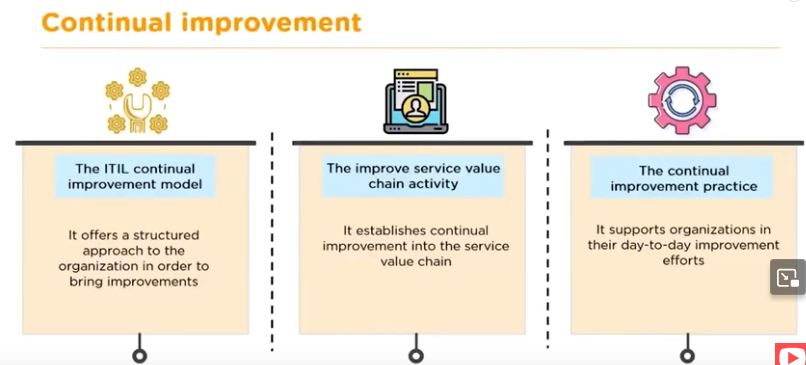 Continual improvement
The ITIL continual
improvement model
It offers a structured
approach to the
organization in order to
bring improvements
The improve service value
chain activity
It establishes continual
improvement into the service
value chain
The continual
improvement practice
It supports organizations in
their day-to-day improvement
efforts